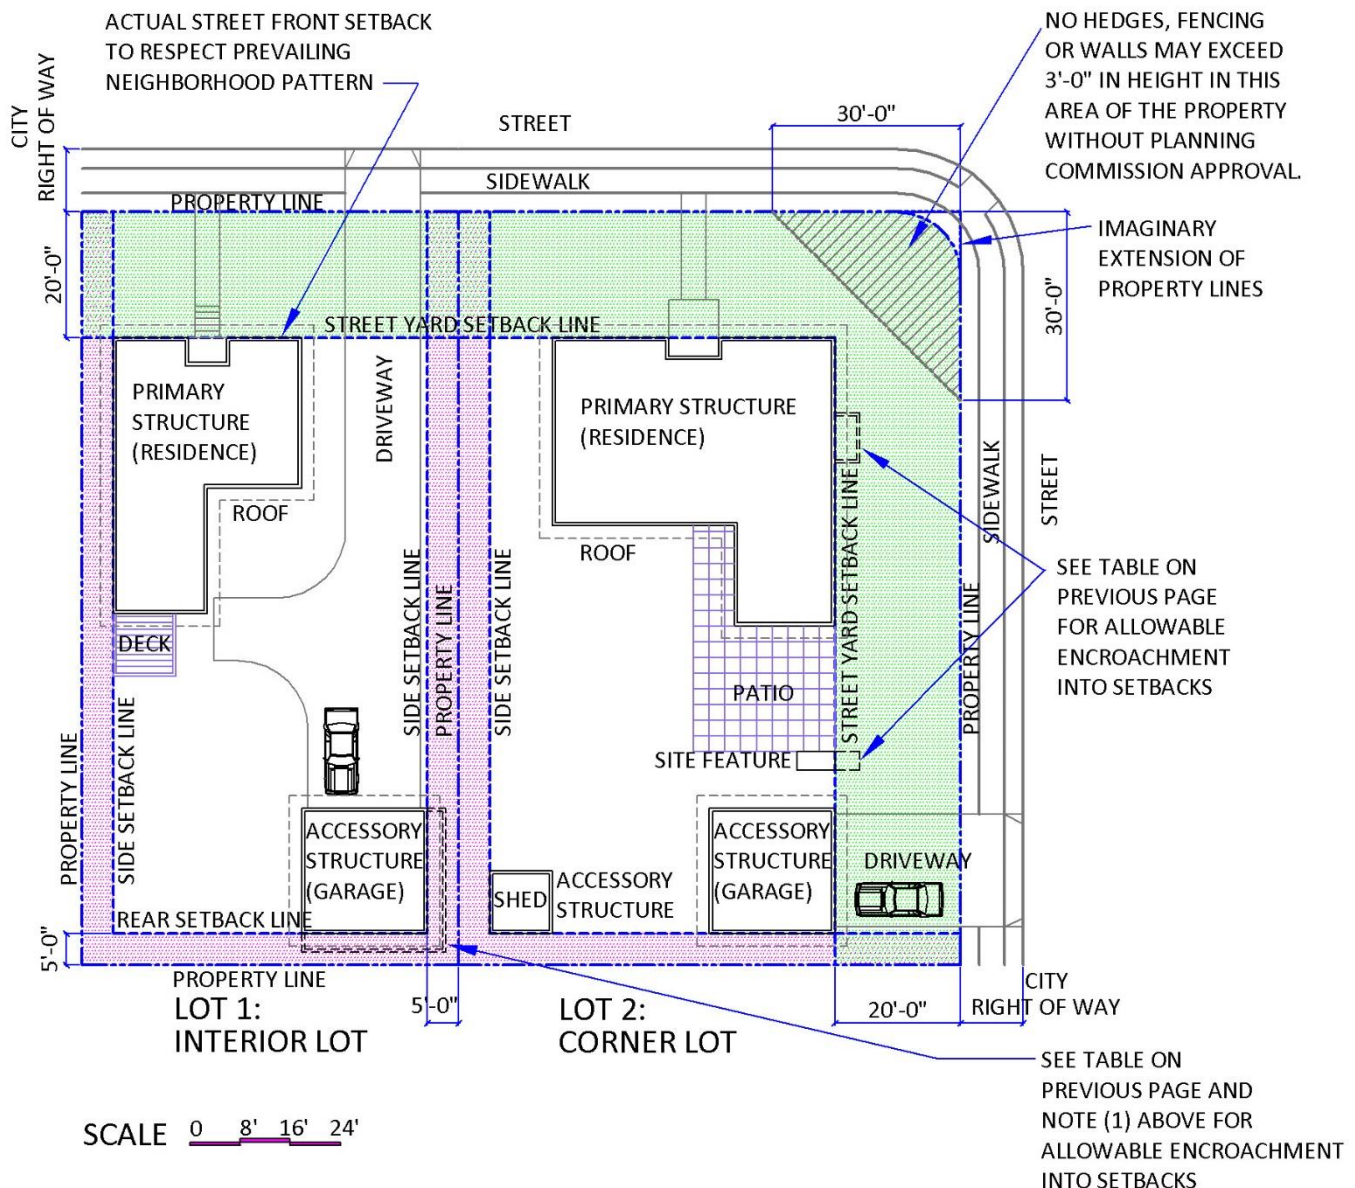 ACTUAL STREET FRONT SETBACK
TO RESPECT PREVAILING
NEIGHBORHOOD PATTERN
NO HEDGES, FENCING
OR WALLS MAY EXCEED
3'-0" IN HEIGHT IN THIS
AREA OF THE PROPERTY
WITHOUT PLANNING
COMMISSION APPROVAL.
CITY
RIGHT OF WAY
STREET
30'-0"
SIDEWALK
PROPERTY LINE
20'-0"
IMAGINARY
EXTENSION OF
PROPERTY LINES
30'-0"
STREET YARD SETBACK LINE
DRIVEWAY
PRIMARY
STRUCTURE
(RESIDENCE)
PRIMARY STRUCTURE
(RESIDENCE)
ROOF
ROOF
SIDEWALK
STREET
SEE TABLE ON
PREVIOUS PAGE
FOR ALLOWABLE
ENCROACHMENT
INTO SETBACKS
DECK
SIDE SETBACK LINE
PROPERTY LINE
SIDE SETBACK LINE
STREET YARD SETBACK LINE
PROPERTY LINE
PATIO
SITE FEATURE
PROPERTY LINE
SIDE SETBACK LINE
ACCESSORY
STRUCTURE
(GARAGE)
ACCESSORY
STRUCTURE
(GARAGE)
DRIVEWAY
SHED
ACCESSORY
STRUCTURE
REAR SETBACK LINE
5'-0"
PROPERTY LINE
LOT 1:
INTERIOR LOT
5'-0"
LOT 2:
CORNER LOT
20'-0"
CITY
RIGHT OF WAY
SEE TABLE ON
PREVIOUS PAGE AND
NOTE (1) ABOVE FOR
ALLOWABLE ENCROACHMENT
INTO SETBACKS
SCALE 0 8' 16' 24'